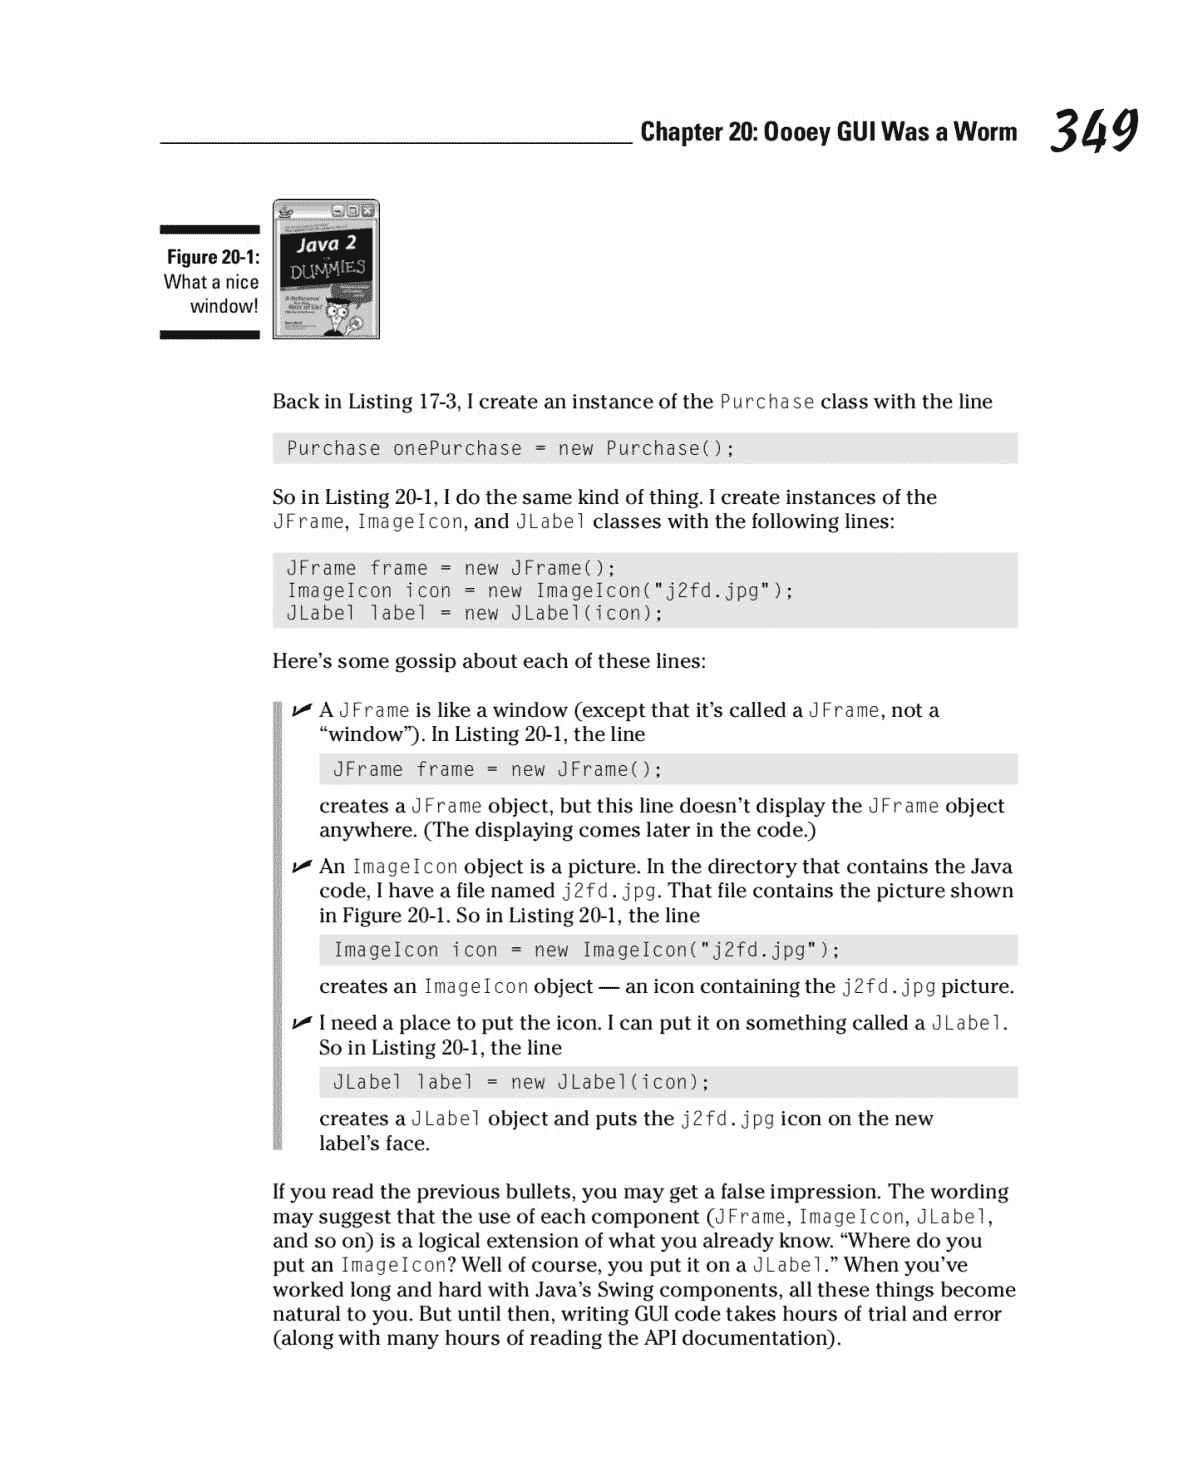 Chapter 20: Oooey GUI Was a Worm 349
Figure 20-1:
What a nice
window!
Java 2
DUMMIES
Back in Listing 17-3, I create an instance of the Purchase class with the line
Purchase onePurchase = new Purchase();
So in Listing 20-1, I do the same kind of thing. I create instances of the
JFrame, ImageIcon, and JLabel classes with the following lines:
JFrame frame = new JFrame();
ImageIcon icon = new ImageIcon("j2fd.jpg");
JLabel label = new JLabel(icon);
Here's some gossip about each of these lines:
✓ A JFrame is like a window (except that it's called a JFrame, not a
“window”). In Listing 20-1, the line
JFrame frame = new JFrame();
creates a JFrame object, but this line doesn't display the JFrame object
anywhere. (The displaying comes later in the code.)
✓ An ImageIcon object is a picture. In the directory that contains the Java
code, I have a file named j2fd.jpg. That file contains the picture shown
in Figure 20-1. So in Listing 20-1, the line
ImageIcon icon = new ImageIcon("j2fd.jpg");
creates an ImageIcon object — an icon containing the j2fd.jpg picture.
✓ I need a place to put the icon. I can put it on something called a JLabel.
So in Listing 20-1, the line
JLabel label = new JLabel(icon);
creates a JLabel object and puts the j2fd.jpg icon on the new
label's face.
If you read the previous bullets, you may get a false impression. The wording
may suggest that the use of each component (JFrame, ImageIcon, JLabel,
and so on) is a logical extension of what you already know. “Where do you
put an ImageIcon? Well of course, you put it on a JLabel.” When you've
worked long and hard with Java's Swing components, all these things become
natural to you. But until then, writing GUI code takes hours of trial and error
(along with many hours of reading the API documentation).